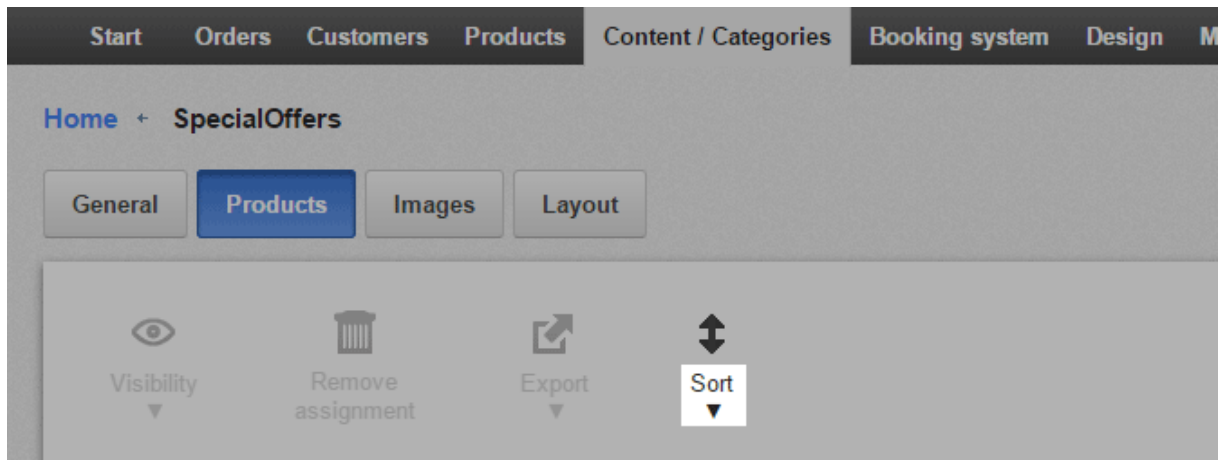 Start Orders Customers Products Content / Categories Booking system Design M
Home SpecialOffers
General Products Images Layout
Visibility Remove assignment Export Sort